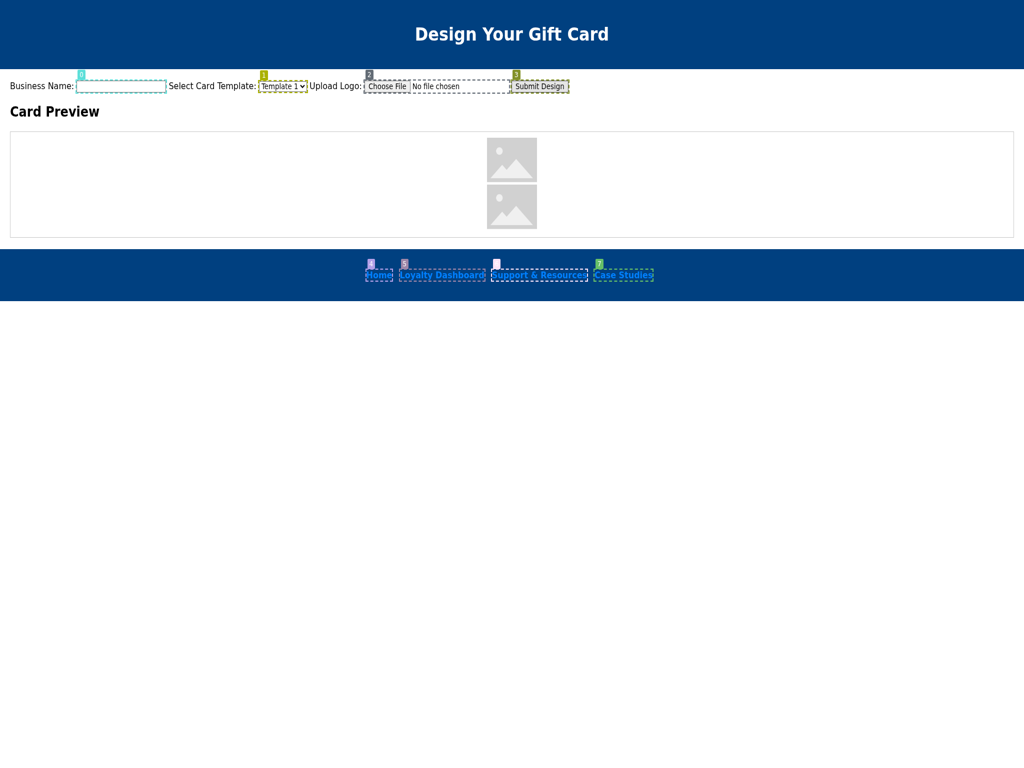 Design Your Gift Card
0 1 2 3
Business Name: Select Card Template: Template 1 Upload Logo: Choose File No file chosen Submit Design
Card Preview
4 5 7
Home Loyalty Dashboard Support & Resources Case Studies